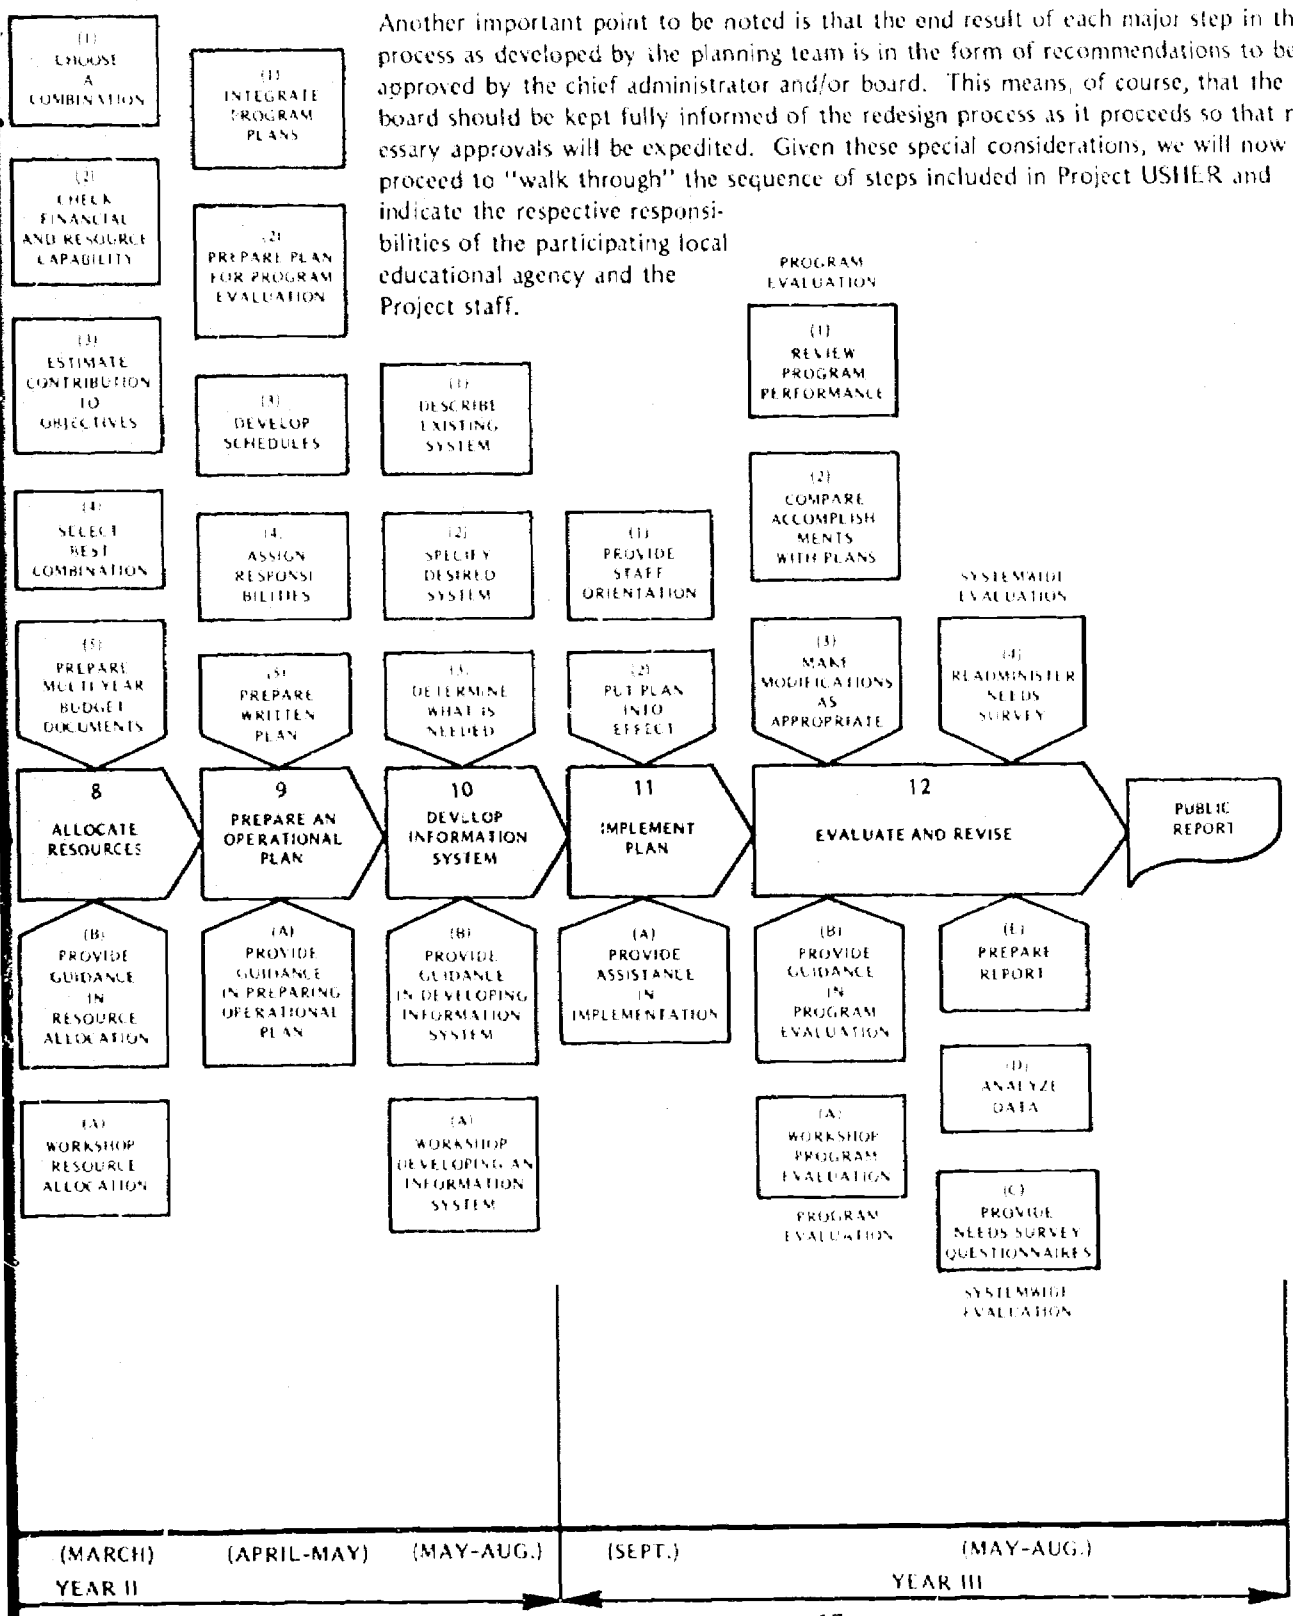 Another important point to be noted is that the end result of each major step in th
process as developed by the planning team is in the form of recommendations to be
approved by the chief administrator and/or board. This means, of course, that the
board should be kept fully informed of the redesign process as it proceeds so that n
essary approvals will be expedited. Given these special considerations, we will now
proceed to "walk through" the sequence of steps included in Project USHER and
indicate the respective responsi-
bilities of the participating local
educational agency and the
Project staff.
(1)
CHOOSE
A
COMBINATION
(2)
CHECK
FINANCIAL
AND RESOURCE
CAPABILITY
(3)
ESTIMATE
CONTRIBUTION
TO
OBJECTIVES
(4)
SELECT
BEST
COMBINATION
(5)
PREPARE
MULTI-YEAR
BUDGET
DOCUMENTS
(1)
INTEGRATE
PROGRAM
PLANS
(2)
PREPARE PLAN
FOR PROGRAM
EVALUATION
(3)
DEVELOP
SCHEDULES
(4)
ASSIGN
RESPONSI
BILITIES
(5)
PREPARE
WRITTEN
PLAN
(1)
DESCRIBE
EXISTING
SYSTEM
(2)
SPECIFY
DESIRED
SYSTEM
(3)
DETERMINE
WHAT IS
NEEDED
(1)
PROVIDE
STAFF
ORIENTATION
(2)
PUT PLAN
INTO
EFFECT
PROGRAM
EVALUATION
(1)
REVIEW
PROGRAM
PERFORMANCE
(2)
COMPARE
ACCOMPLISH
MENTS
WITH PLANS
(3)
MAKE
MODIFICATIONS
AS
APPROPRIATE
SYSTEMWIDE
EVALUATION
(4)
READMINISTER
NEEDS
SURVEY
8
ALLOCATE
RESOURCES
9
PREPARE AN
OPERATIONAL
PLAN
10
DEVELOP
INFORMATION
SYSTEM
11
IMPLEMENT
PLAN
12
EVALUATE AND REVISE
PUBLIC
REPORT
(B)
PROVIDE
GUIDANCE
IN
RESOURCE
ALLOCATION
(A)
WORKSHOP
RESOURCE
ALLOCATION
(A)
PROVIDE
GUIDANCE
IN PREPARING
OPERATIONAL
PLAN
(B)
PROVIDE
GUIDANCE
IN DEVELOPING
INFORMATION
SYSTEM
(A)
WORKSHOP
DEVELOPING AN
INFORMATION
SYSTEM
(A)
PROVIDE
ASSISTANCE
IN
IMPLEMENTATION
(B)
PROVIDE
GUIDANCE
IN
PROGRAM
EVALUATION
(A)
WORKSHOP
PROGRAM
EVALUATION
PROGRAM
EVALUATION
(E)
PREPARE
REPORT
(D)
ANALYZE
DATA
(C)
PROVIDE
NEEDS SURVEY
QUESTIONNAIRES
SYSTEMWIDE
EVALUATION
(MARCH) (APRIL-MAY) (MAY-AUG.) (SEPT.) (MAY-AUG.)
YEAR II YEAR III